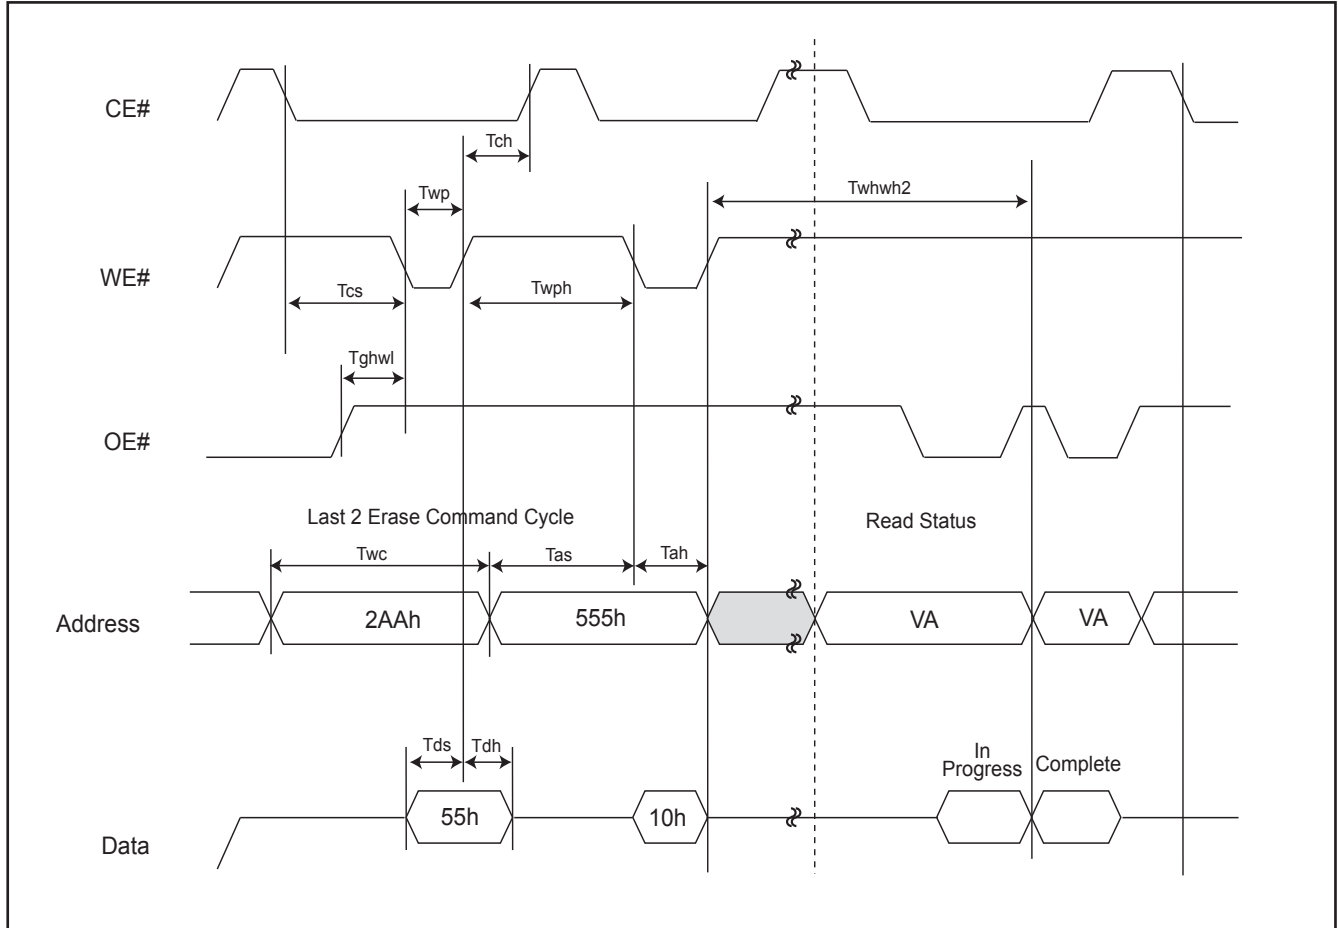 CE#
Tch
Twp
Twhwh2
WE#
Tcs
Twph
Tghwl
OE#
Last 2 Erase Command Cycle
Read Status
Twc
Tas
Tah
Address
2AAh
555h
VA
VA
Tds
Tdh
In
Progress
Complete
55h
10h
Data